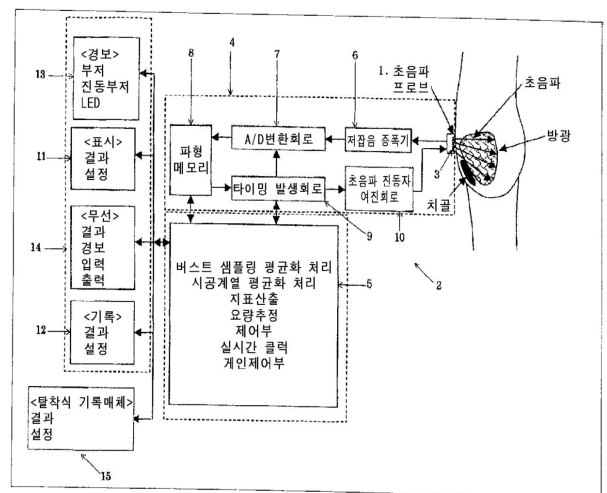 13
<경보>
부저
진동부저
LED
11
<표시>
결과
설정
14
<무선>
결과
경보
입력
출력
12
<기록>
결과
설정
<탈착식 기록매체>
결과
설정
15
8
4
7
6
1. 초음파
프로브
초음파
방광
파형
메모리
A/D변환회로
저잡음 증폭기
3
치골
타이밍 발생회로
초음파 진동자
여진회로
9
10
2
버스트 샘플링 평균화 처리
시공계열 평균화 처리
지표산출
요량추정
제어부
실시간 클럭
게인제어부
5